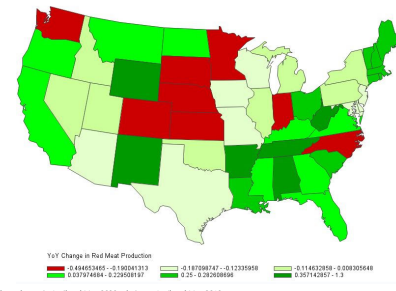 YoY Change in Red Meat Production
-0.494653465 - -0.190041313
-0.187098747 - -0.12335958
-0.114632858 - 0.008305648
0.037974684 - 0.229508197
0.25 - 0.282608696
0.357142857 - 1.3